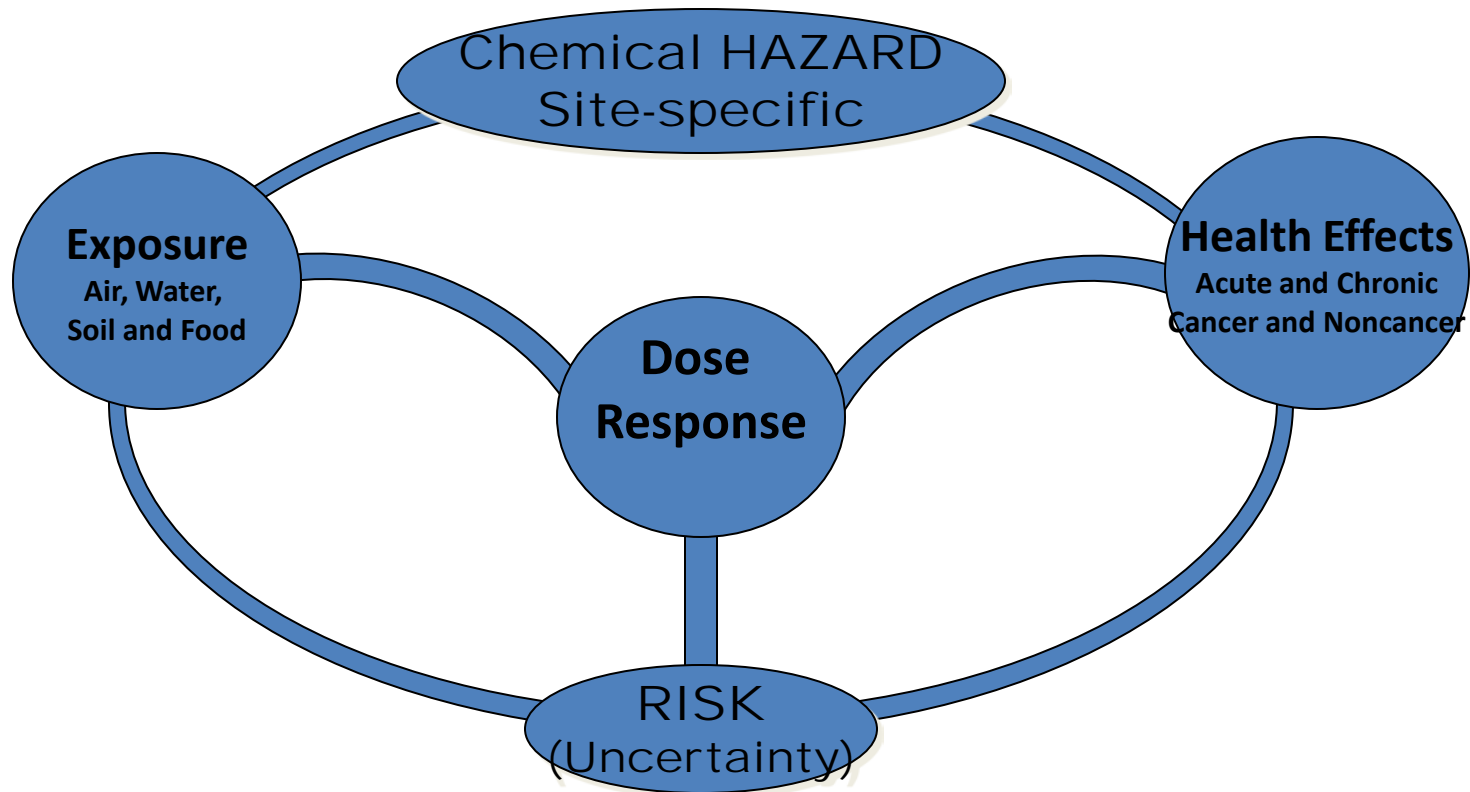 Chemical HAZARD
Site-specific
Exposure
Air, Water,
Soil and Food
Health Effects
Acute and Chronic
Cancer and Noncancer
Dose
Response
RISK
(Uncertainty)